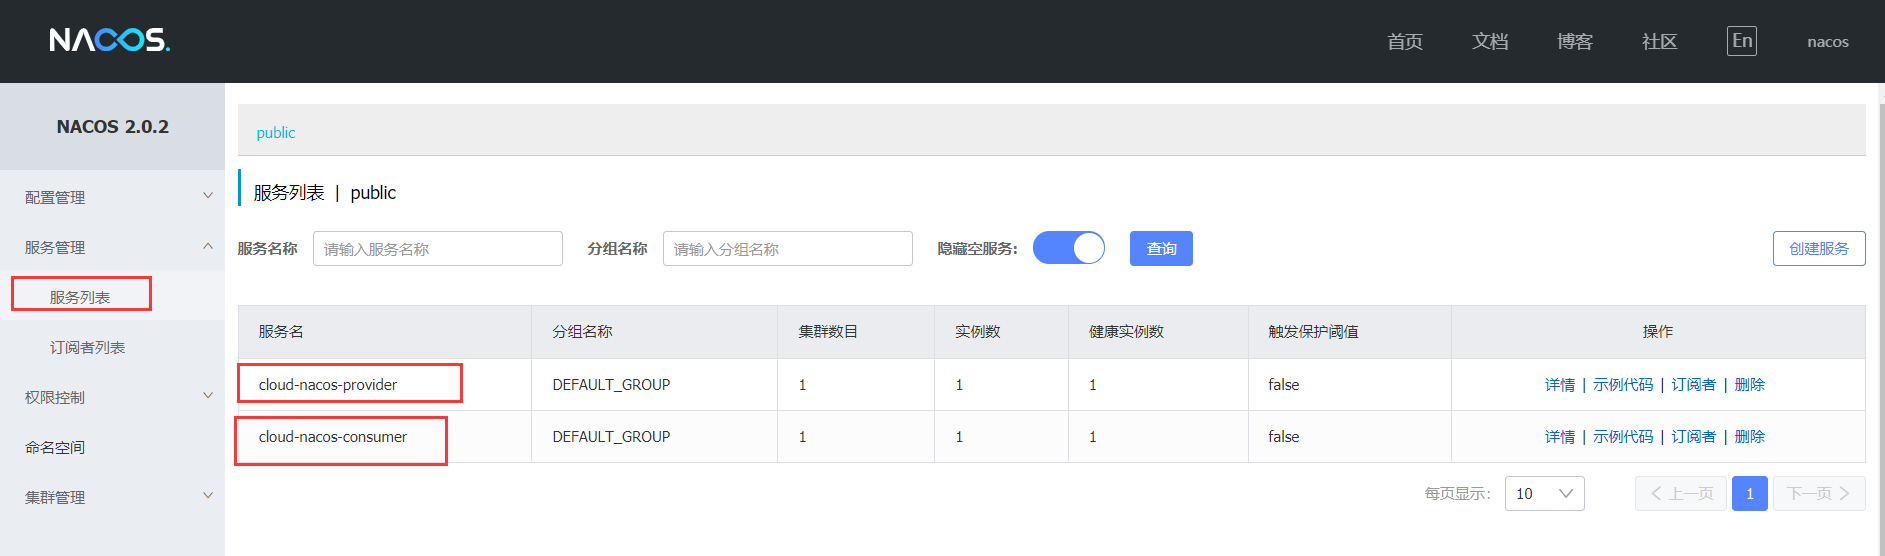 NACOS.
首页 文档 博客 社区 En nacos
NACOS 2.0.2
配置管理
服务管理
服务列表
订阅者列表
权限控制
命名空间
集群管理
public
服务列表 | public
服务名称 请输入服务名称 分组名称 请输入分组名称 隐藏空服务: 查询 创建服务
服务名 分组名称 集群数目 实例数 健康实例数 触发保护阈值 操作
cloud-nacos-provider DEFAULT_GROUP 1 1 1 false 详情 | 示例代码 | 订阅者 | 删除
cloud-nacos-consumer DEFAULT_GROUP 1 1 1 false 详情 | 示例代码 | 订阅者 | 删除
每页显示: 10 上一页 1 下一页